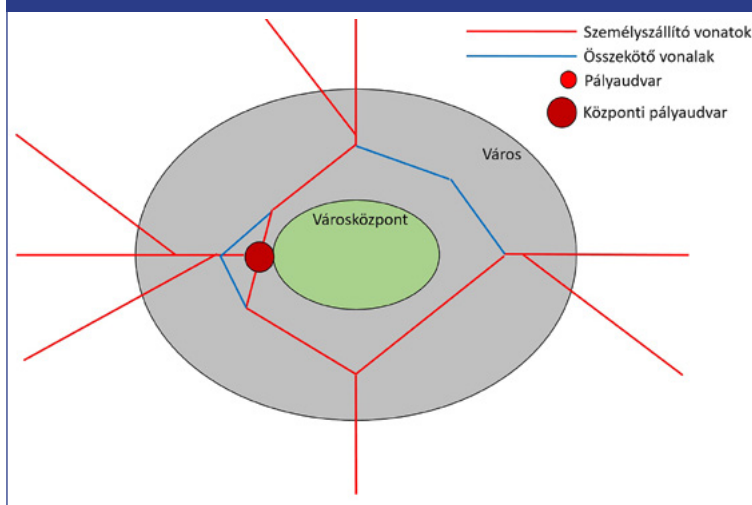 Személyszállító vonatok
Összekötő vonalak
Pályaudvar
Központi pályaudvar
Város
Városközpont